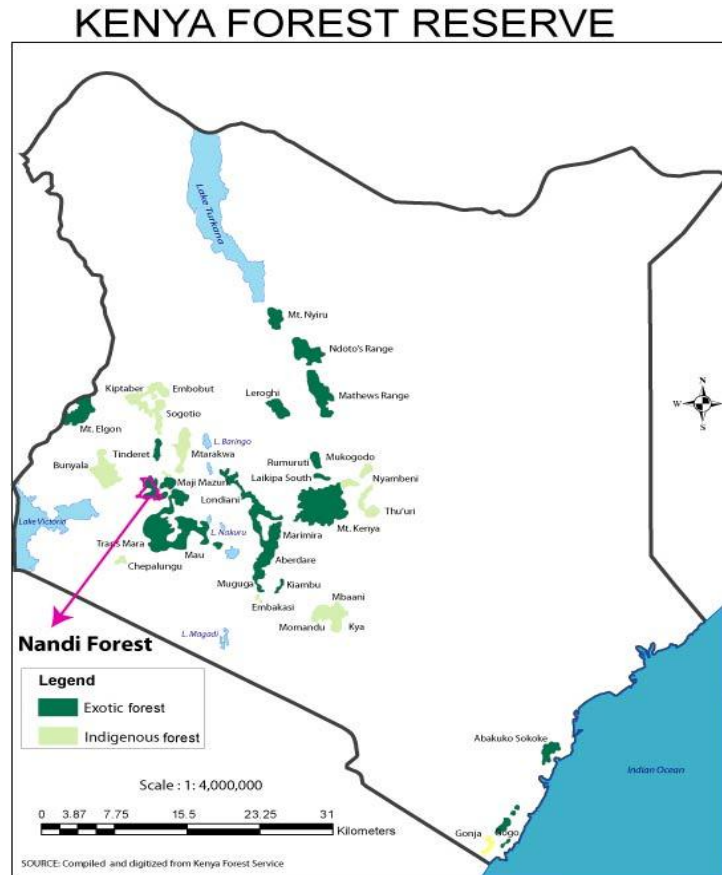 KENYA FOREST RESERVE
Lake Turkana
Mt. Nyiru
Ndoto's Range
Leroghi
Mathews Range
Kiptaber
Embobut
Sogotio
Mt. Elgon
Tinderet
Mtarakwa
L. Baringo
Bunyala
Rumuruti
Mukogodo
Maji Mazuri
Laikipa South
Nyambeni
Londiani
Thu'uri
Lake Victoria
Mt. Kenya
L. Nakuru
Marimira
Trans Mara
Mau
Aberdare
Chepalungu
Muguga
Kiambu
Embakasi
Mbaani
Momandu
Kya
L. Magadi
Nandi Forest
N
W
S
Legend
Exotic forest
Indigenous forest
Abakuko Sokoke
Indian Ocean
Scale : 1: 4,000,000
0 3.87 7.75 15.5 23.25 31
Kilometers
Gonja
Gogo
SOURCE: Compiled and digitized from Kenya Forest Service